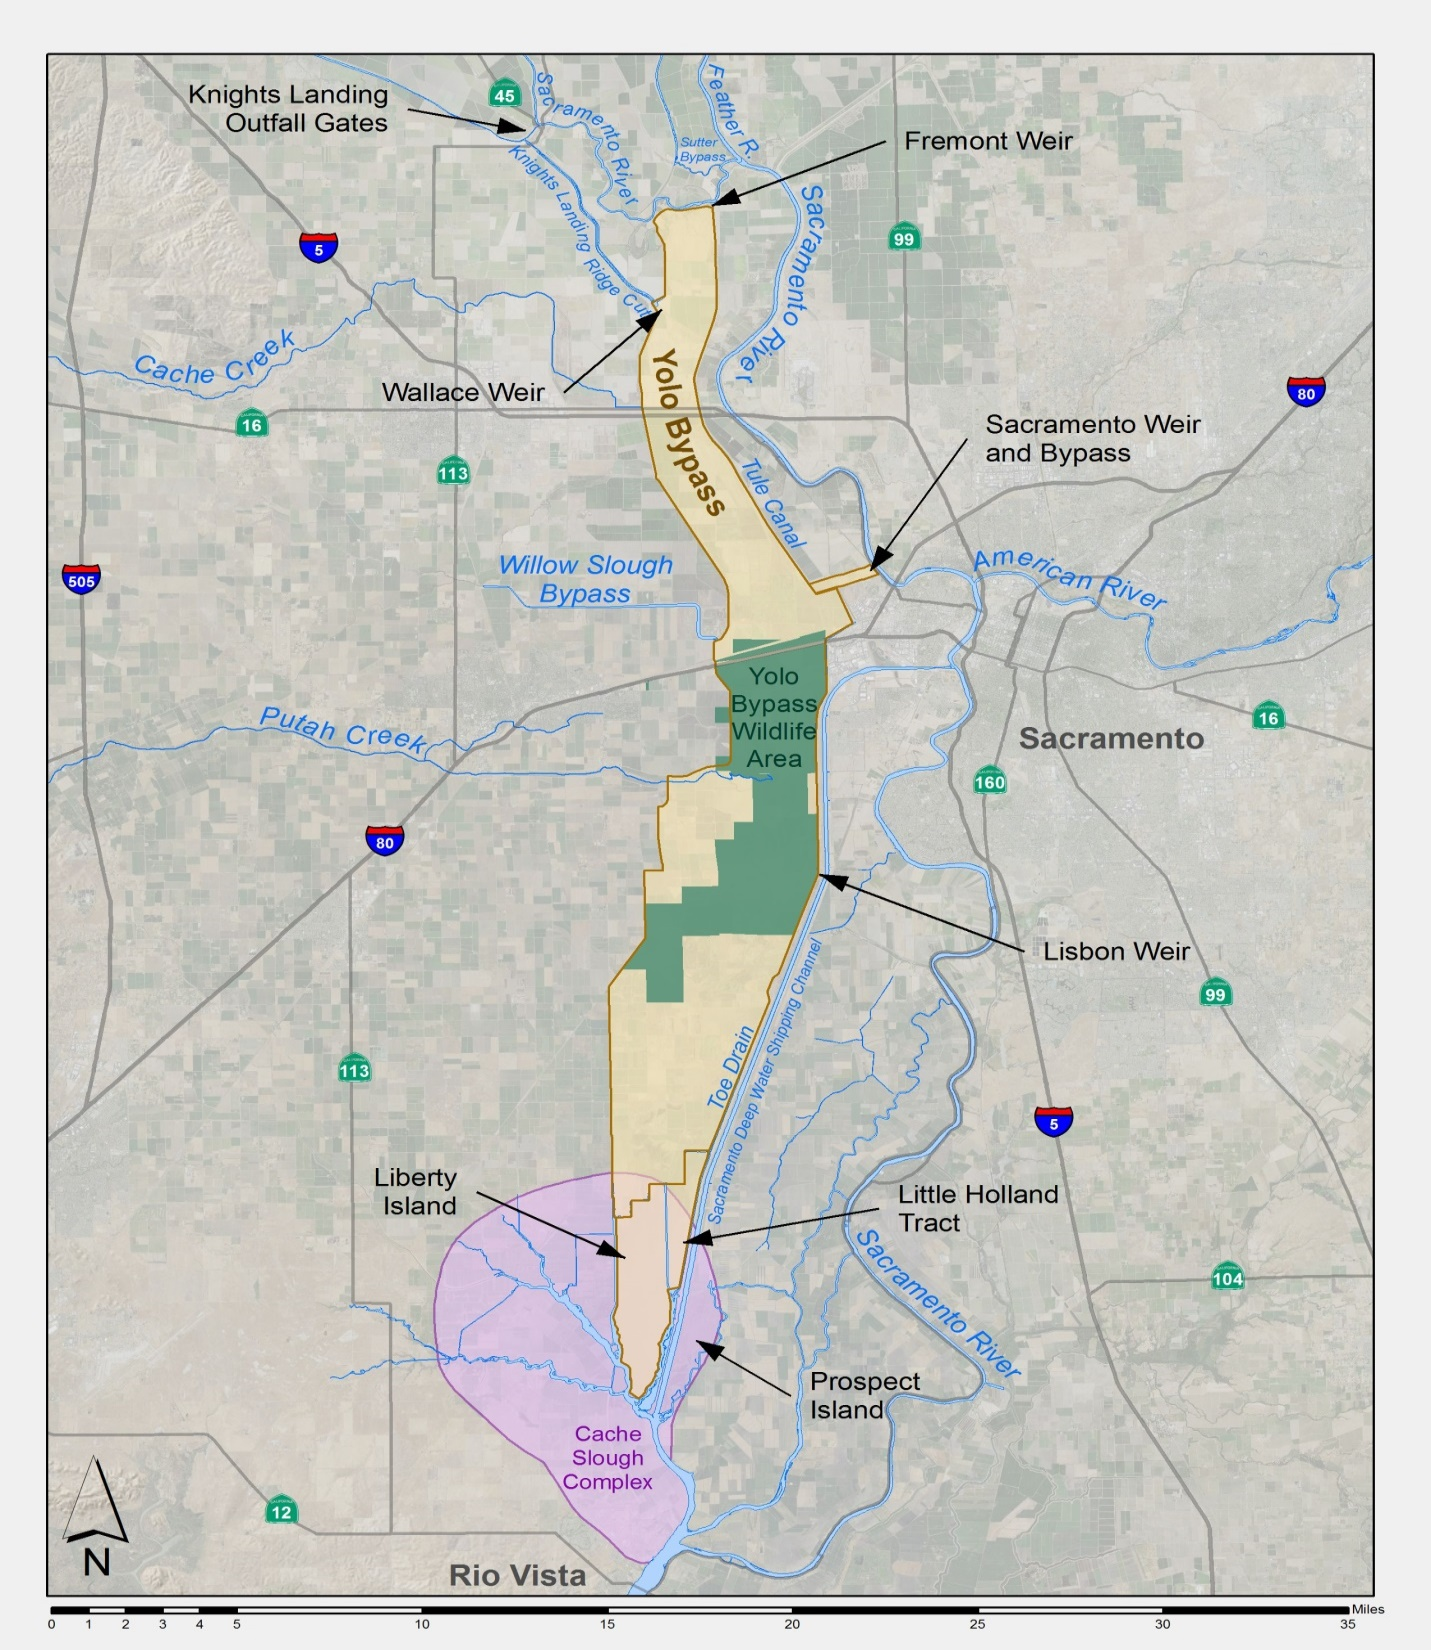 Knights Landing
Outfall Gates
45
Sacramento River
Feather R.
Sutter
Bypass
Fremont Weir
Knights Landing Ridge Cut
Sacramento River
99
5
Cache Creek
Wallace Weir
Yolo Bypass
80
16
113
Sacramento Weir
and Bypass
Tule Canal
505
Willow Slough
Bypass
American River
Yolo
Bypass
Wildlife
Area
Putah Creek
16
Sacramento
160
80
Lisbon Weir
99
Toe Drain
Sacramento Deep Water Shipping Channel
113
5
Liberty
Island
Little Holland
Tract
Sacramento River
104
Prospect
Island
Cache
Slough
Complex
12
N
Rio Vista
0 1 2 3 4 5 10 15 20 25 30 35 Miles